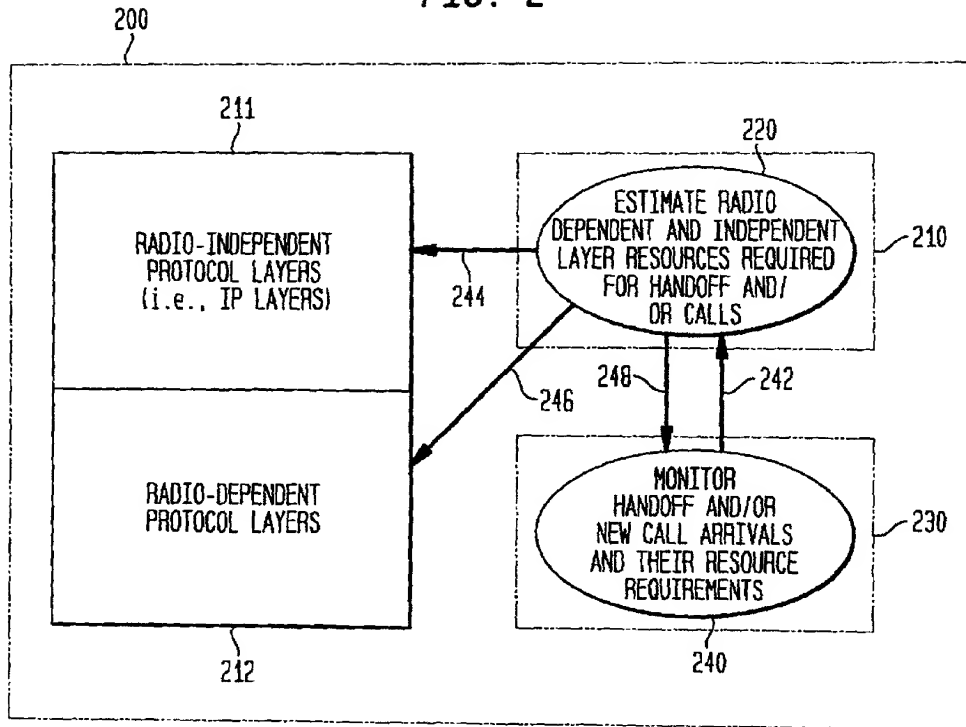 FIG. 2
200
211
RADIO-INDEPENDENT
PROTOCOL LAYERS
(i.e., IP LAYERS)
RADIO-DEPENDENT
PROTOCOL LAYERS
212
220
ESTIMATE RADIO
DEPENDENT AND INDEPENDENT
LAYER RESOURCES REQUIRED
FOR HANDOFF AND/
OR CALLS
210
244
246
248
242
MONITOR
HANDOFF AND/OR
NEW CALL ARRIVALS
AND THEIR RESOURCE
REQUIREMENTS
230
240